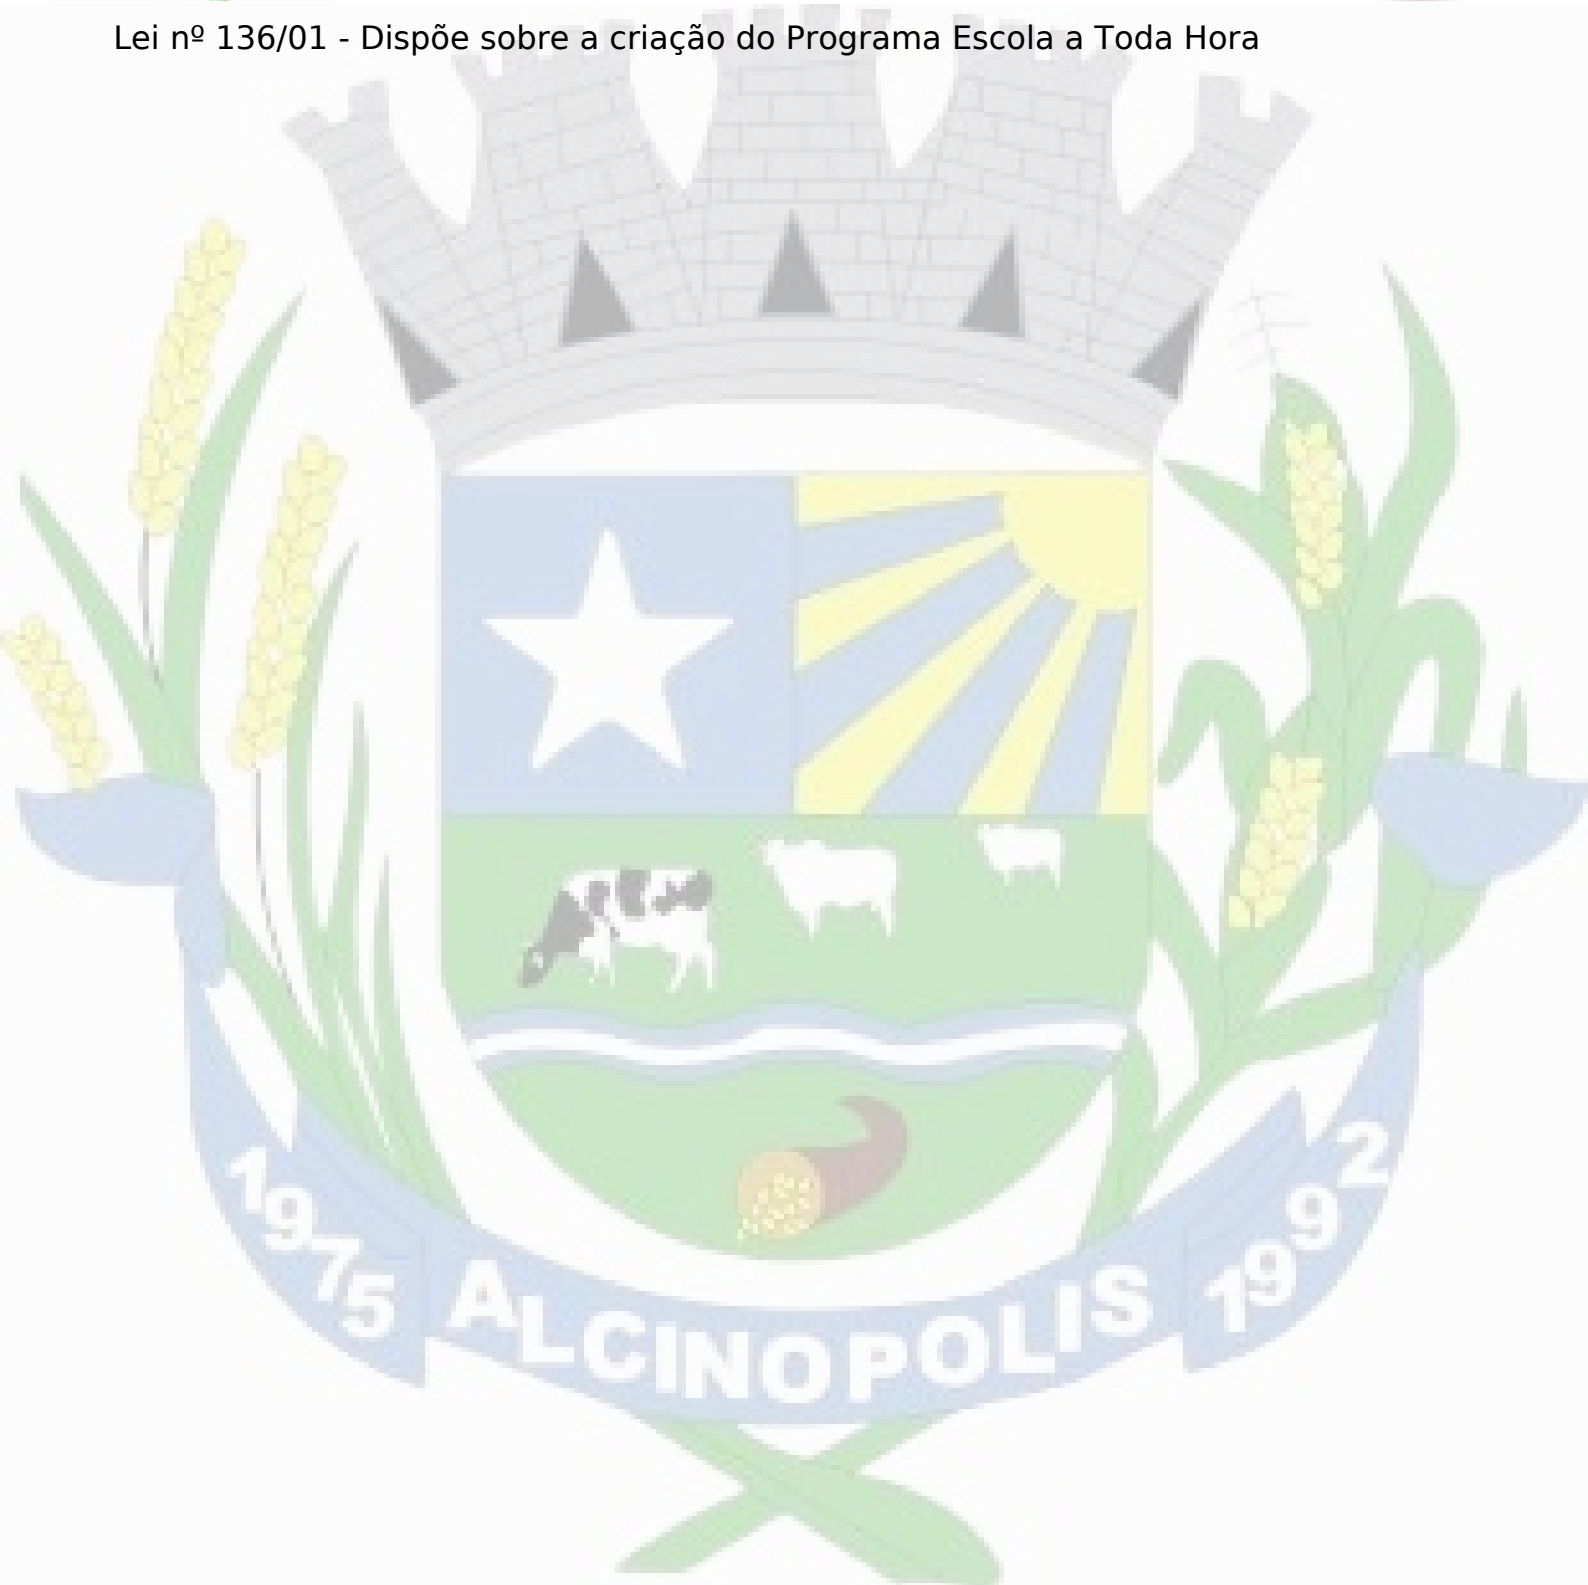 Lei nº 136/01 - Dispõe sobre a criação do Programa Escola a Toda Hora
1975 ALCINOPOLIS 1992